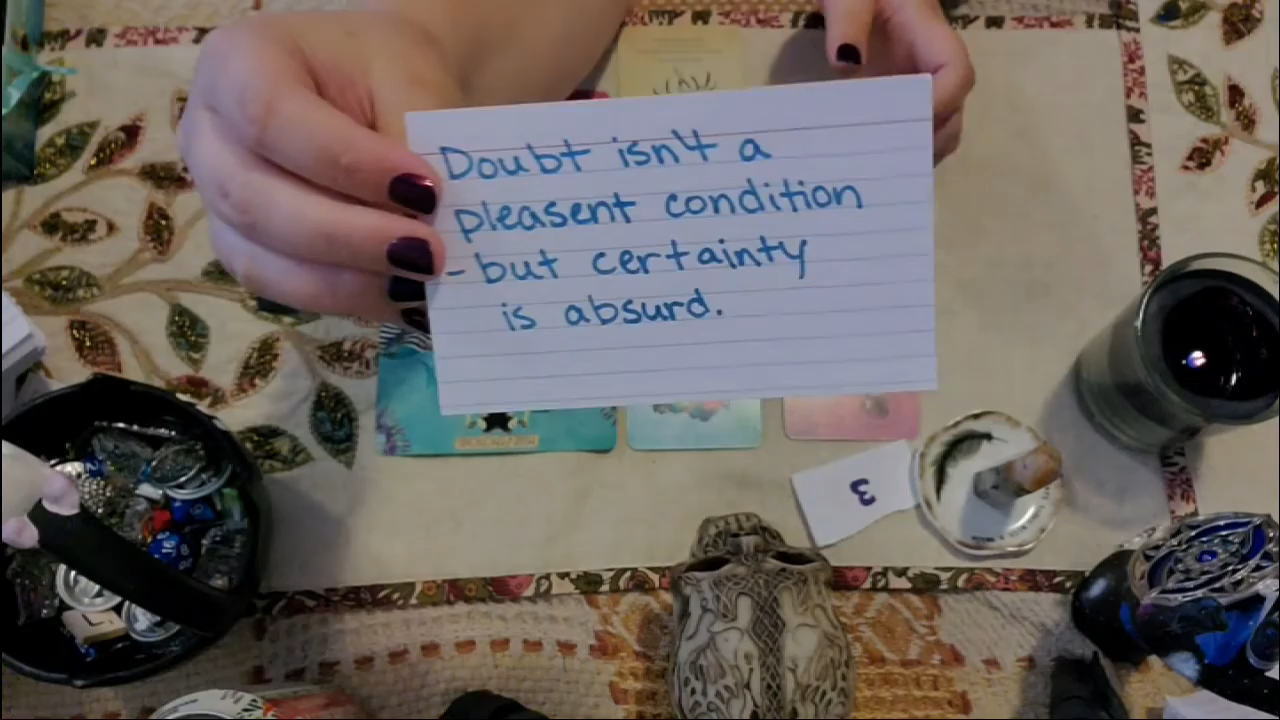 Doubt isn't a
pleasent condition
- but certainty
is absurd.
3
L